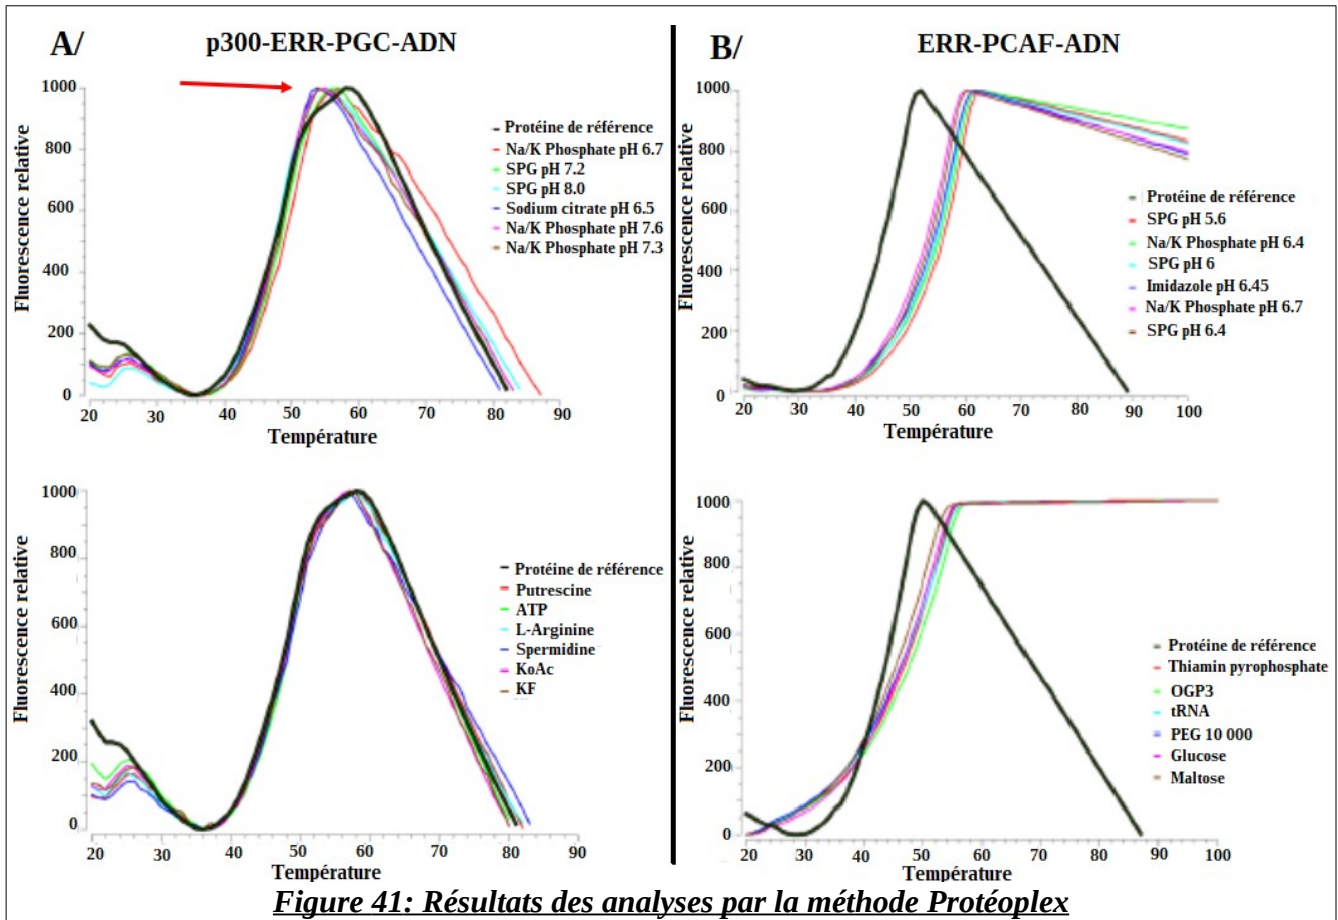 A/
p300-ERR-PGC-ADN
1000
800
600
400
200
0
Fluorescence relative
Protéine de référence
Na/K Phosphate pH 6.7
SPG pH 7.2
SPG pH 8.0
Sodium citrate pH 6.5
Na/K Phosphate pH 7.6
Na/K Phosphate pH 7.3
20 30 40 50 60 70 80 90
Température
B/
ERR-PCAF-ADN
1000
800
600
400
200
0
Fluorescence relative
Protéine de référence
SPG pH 5.6
Na/K Phosphate pH 6.4
SPG pH 6
Imidazole pH 6.45
Na/K Phosphate pH 6.7
SPG pH 6.4
20 30 40 50 60 70 80 90 100
Température
1000
800
600
400
200
0
Fluorescence relative
Protéine de référence
Putrescine
ATP
L-Arginine
Spermidine
KoAc
KF
20 30 40 50 60 70 80 90
Température
1000
800
600
400
200
0
Fluorescence relative
Protéine de référence
Thiamin pyrophosphate
OGP3
tRNA
PEG 10 000
Glucose
Maltose
20 30 40 50 60 70 80 90 100
Température
Figure 41: Résultats des analyses par la méthode Protéoplex